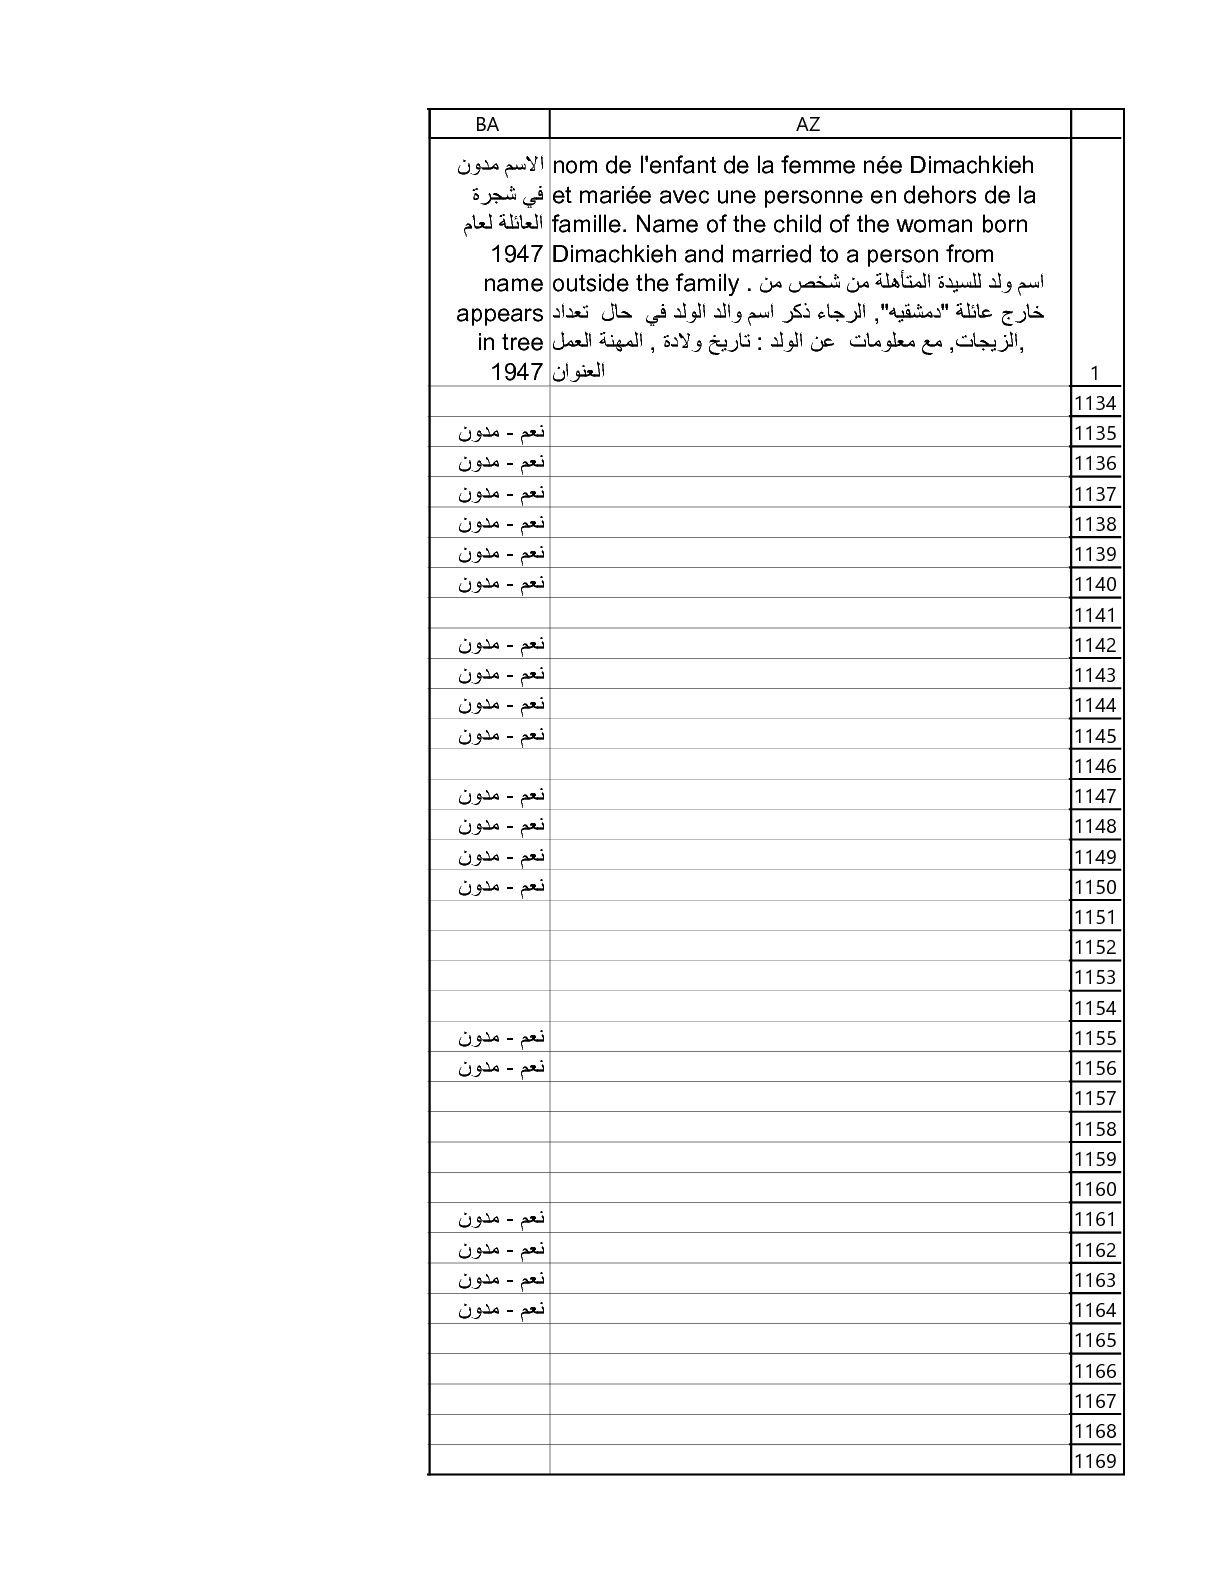 BA AZ
الاسم مدون
في شجرة
العائلة لعام
1947
name
appears
in tree
1947
nom de l'enfant de la femme née Dimachkieh
et mariée avec une personne en dehors de la
famille. Name of the child of the woman born
Dimachkieh and married to a person from
outside the family . اسم ولد للسيدة المتأهلة من شخص من
خارج عائلة "دمشقيه", الرجاء ذكر اسم والد الولد في حال تعداد
الزيجات, مع معلومات عن الولد : تاريخ ولادة , المهنة العمل,
العنوان
1
1134
نعم - مدون 1135
نعم - مدون 1136
نعم - مدون 1137
نعم - مدون 1138
نعم - مدون 1139
نعم - مدون 1140
1141
نعم - مدون 1142
نعم - مدون 1143
نعم - مدون 1144
نعم - مدون 1145
1146
نعم - مدون 1147
نعم - مدون 1148
نعم - مدون 1149
نعم - مدون 1150
1151
1152
1153
1154
نعم - مدون 1155
نعم - مدون 1156
1157
1158
1159
1160
نعم - مدون 1161
نعم - مدون 1162
نعم - مدون 1163
نعم - مدون 1164
1165
1166
1167
1168
1169